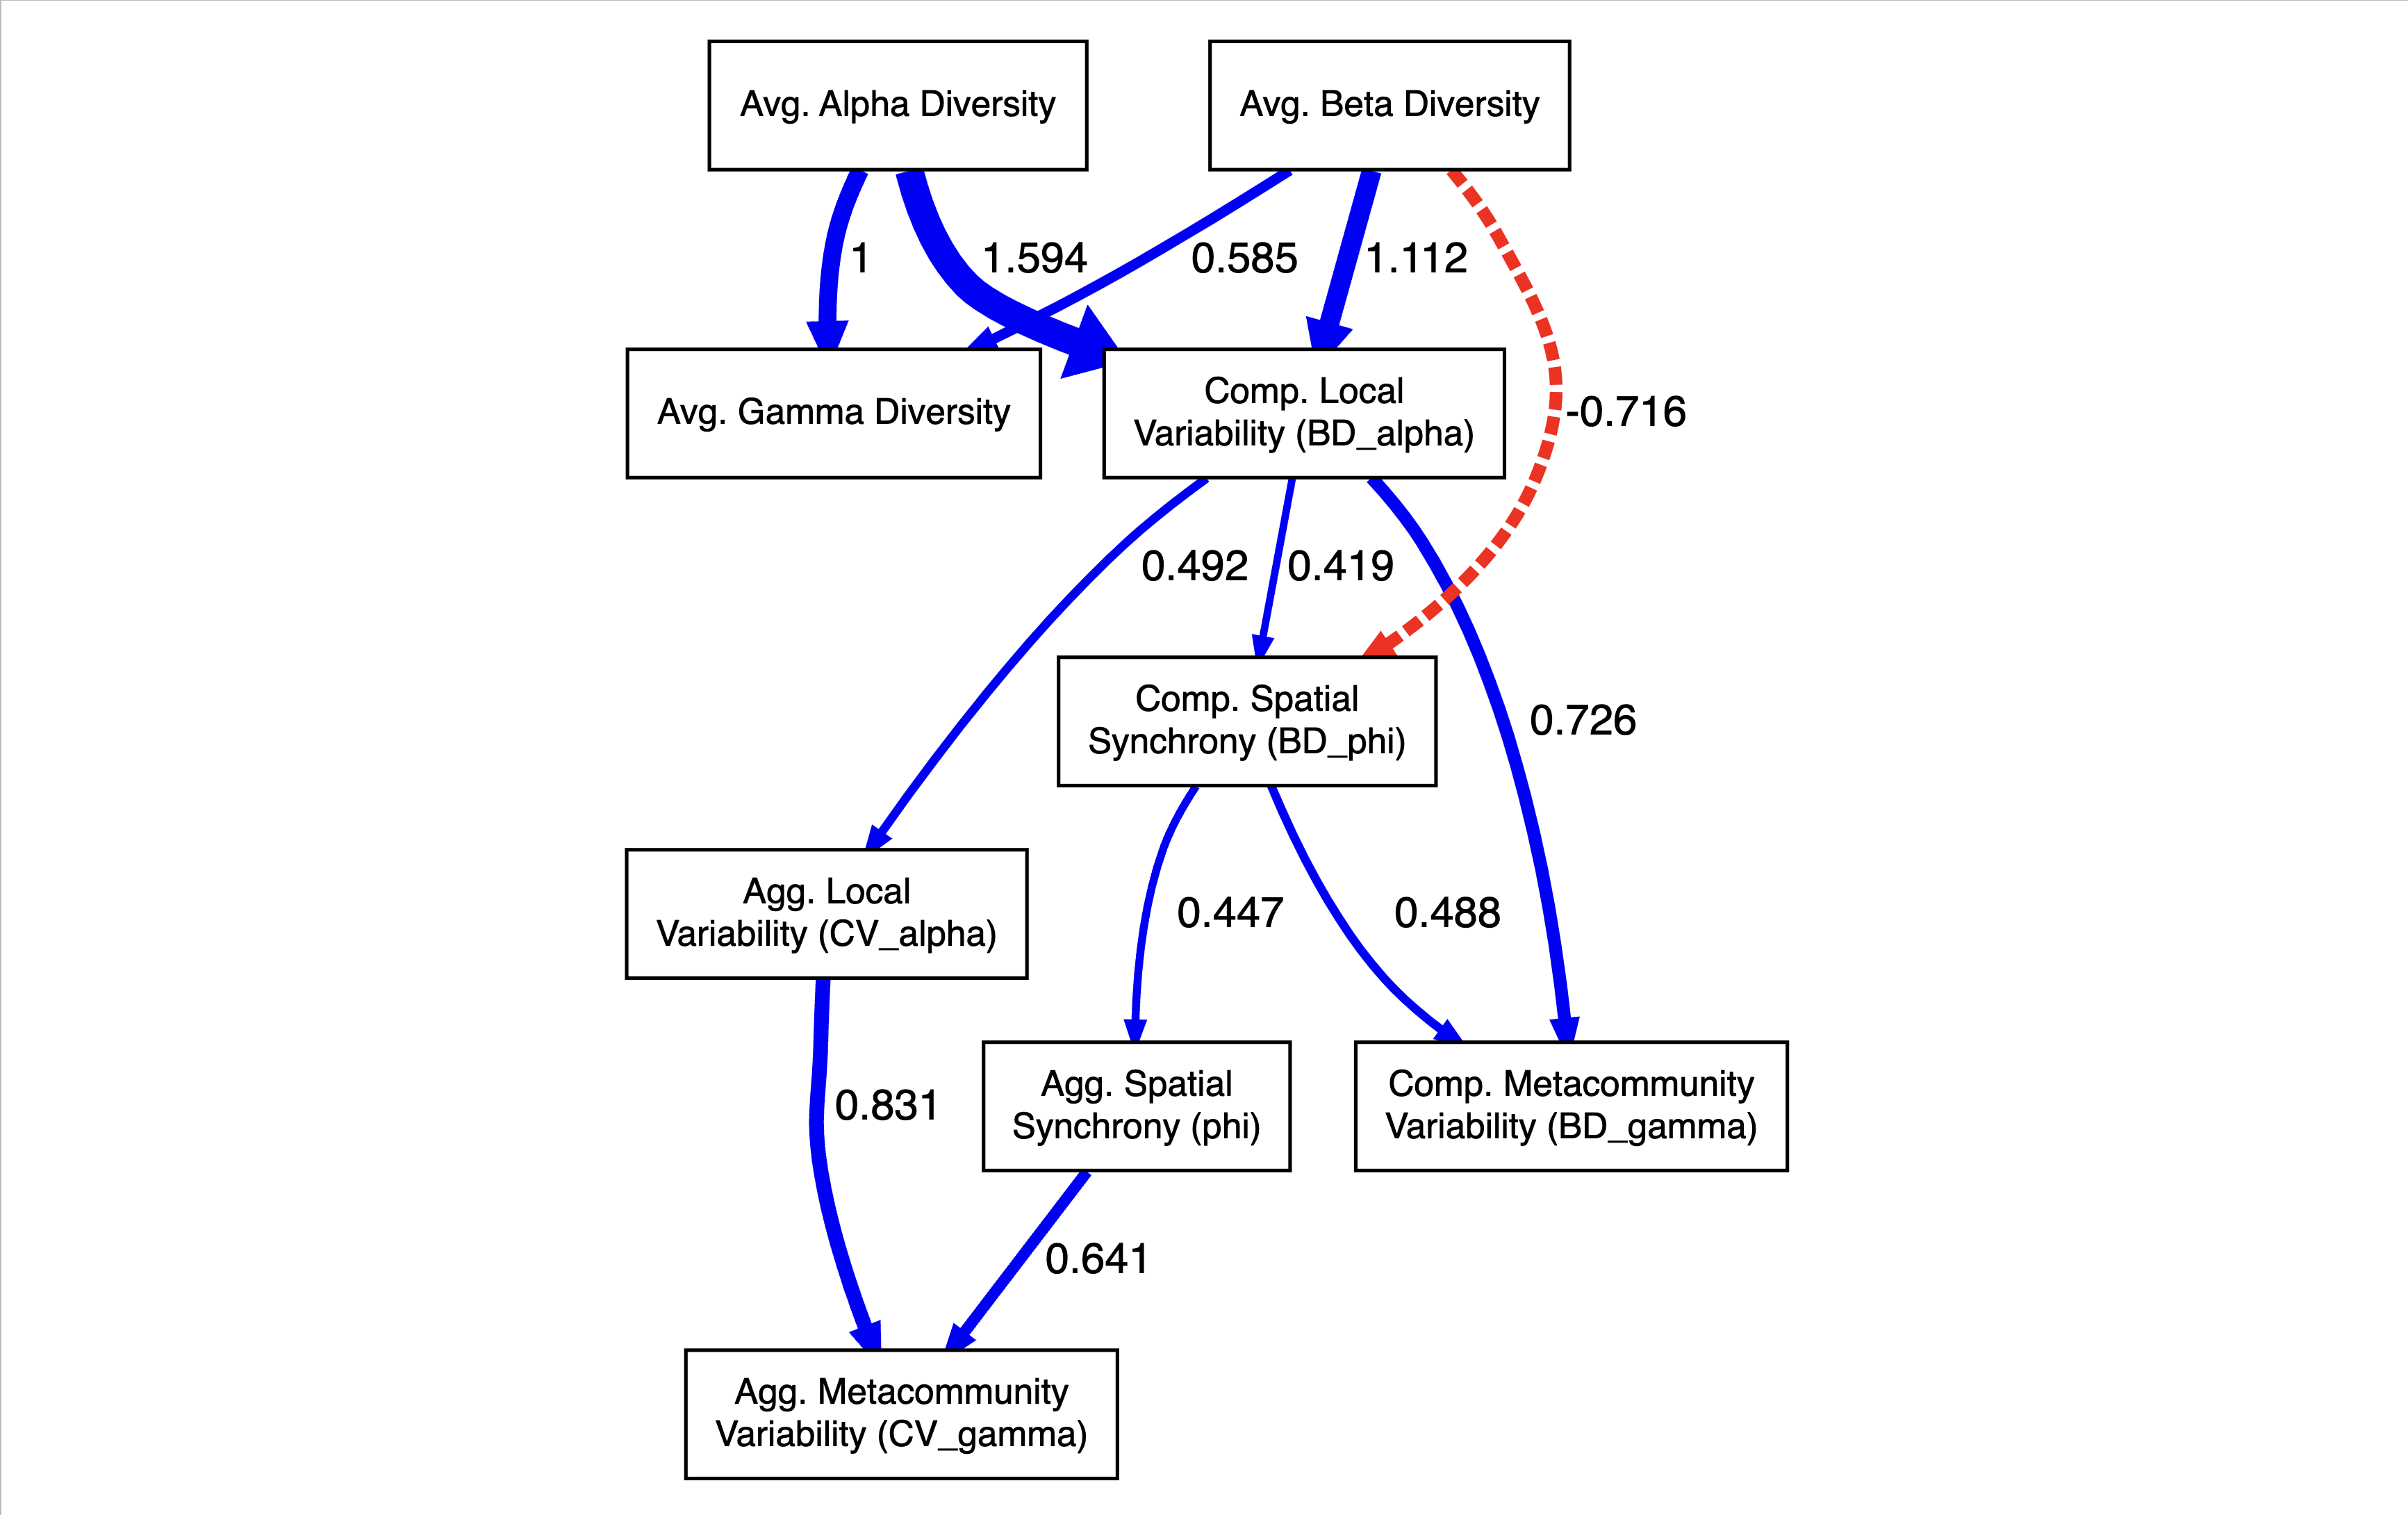 Avg. Alpha Diversity
Avg. Beta Diversity
1
1.594
0.585
1.112
Avg. Gamma Diversity
Comp. Local
Variability (BD_alpha)
-0.716
0.492
0.419
Comp. Spatial
Synchrony (BD_phi)
0.726
Agg. Local
Variability (CV_alpha)
0.447
0.488
Agg. Spatial
Synchrony (phi)
Comp. Metacommunity
Variability (BD_gamma)
0.831
0.641
Agg. Metacommunity
Variability (CV_gamma)